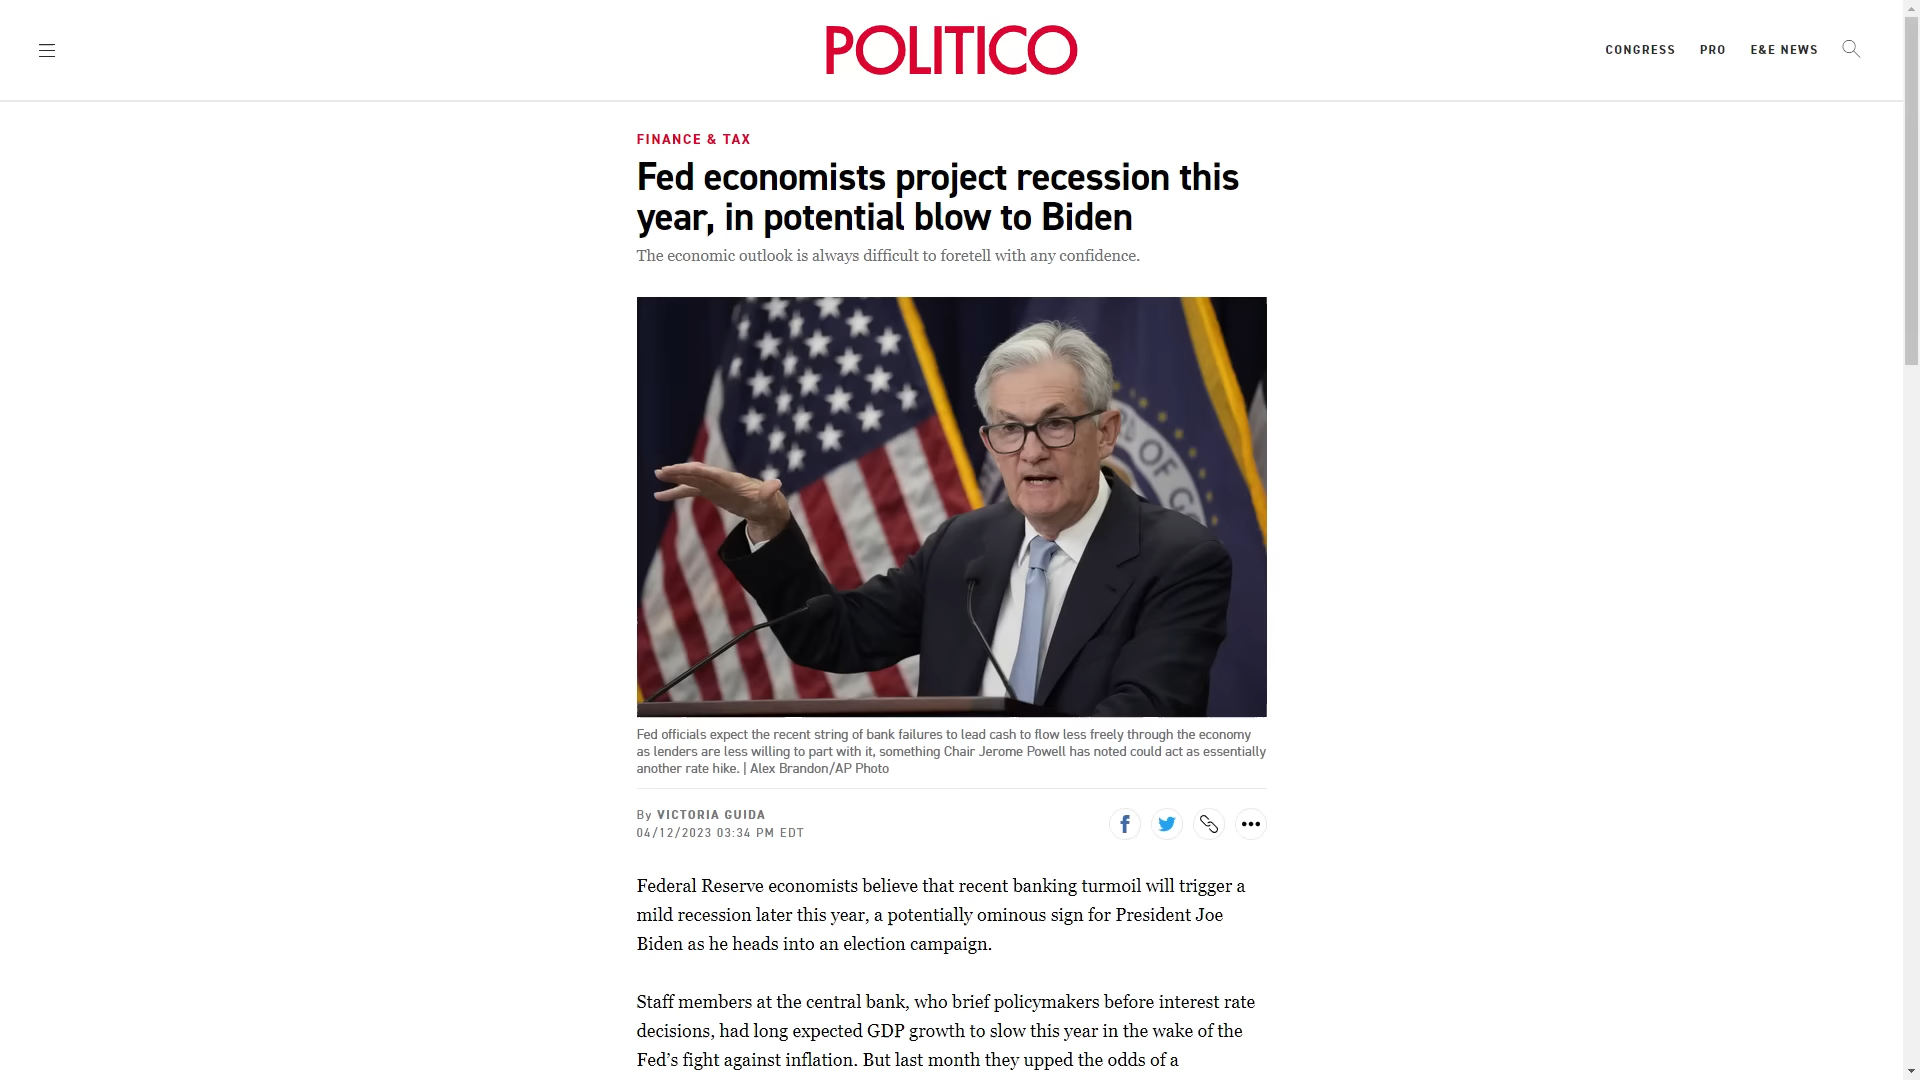 POLITICO
CONGRESS
PRO
E&E NEWS
FINANCE & TAX
Fed economists project recession this
year, in potential blow to Biden
The economic outlook is always difficult to foretell with any confidence.
OF GO
Fed officials expect the recent string of bank failures to lead cash to flow less freely through the economy
as lenders are less willing to part with it, something Chair Jerome Powell has noted could act as essentially
another rate hike. | Alex Brandon/AP Photo
By VICTORIA GUIDA
04/12/2023 03:34 PM EDT
Federal Reserve economists believe that recent banking turmoil will trigger a
mild recession later this year, a potentially ominous sign for President Joe
Biden as he heads into an election campaign.
Staff members at the central bank, who brief policymakers before interest rate
decisions, had long expected GDP growth to slow this year in the wake of the
Fed’s fight against inflation. But last month they upped the odds of a